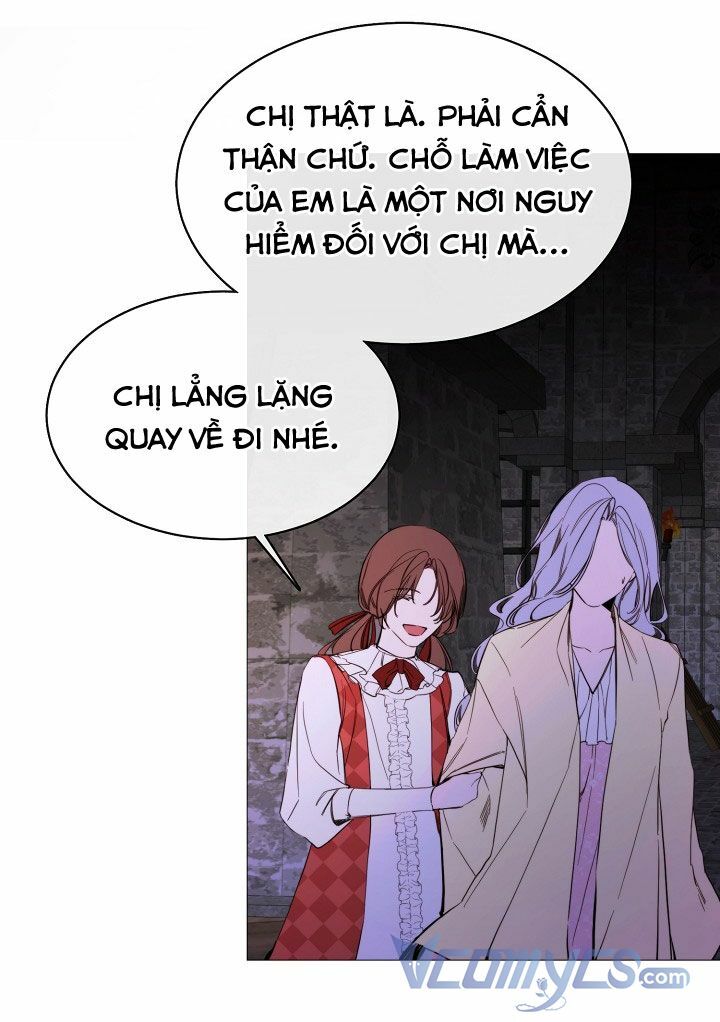 CHỊ THẬT LÀ. PHẢI CẨN
THẬN CHỨ. CHỖ LÀM VIỆC
CỦA EM LÀ MỘT NƠI NGUY
HIỂM ĐỐI VỚI CHỊ MÀ...
CHỊ LẲNG LẶNG
QUAY VỀ ĐI NHÉ.
VCOMYCS.com